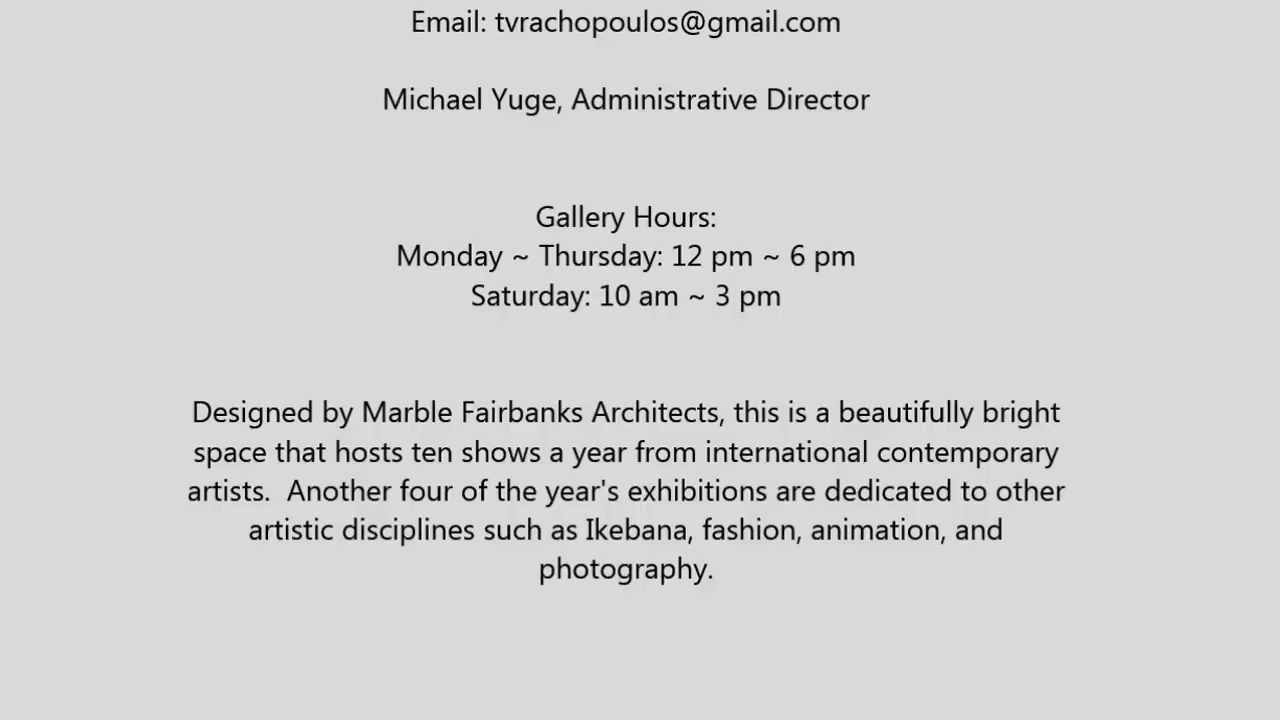 Email: tvrachopoulos@gmail.com
Michael Yuge, Administrative Director
Gallery Hours:
Monday ~ Thursday: 12 pm ~ 6 pm
Saturday: 10 am ~ 3 pm
Designed by Marble Fairbanks Architects, this is a beautifully bright
space that hosts ten shows a year from international contemporary
artists.  Another four of the year's exhibitions are dedicated to other
artistic disciplines such as Ikebana, fashion, animation, and
photography.